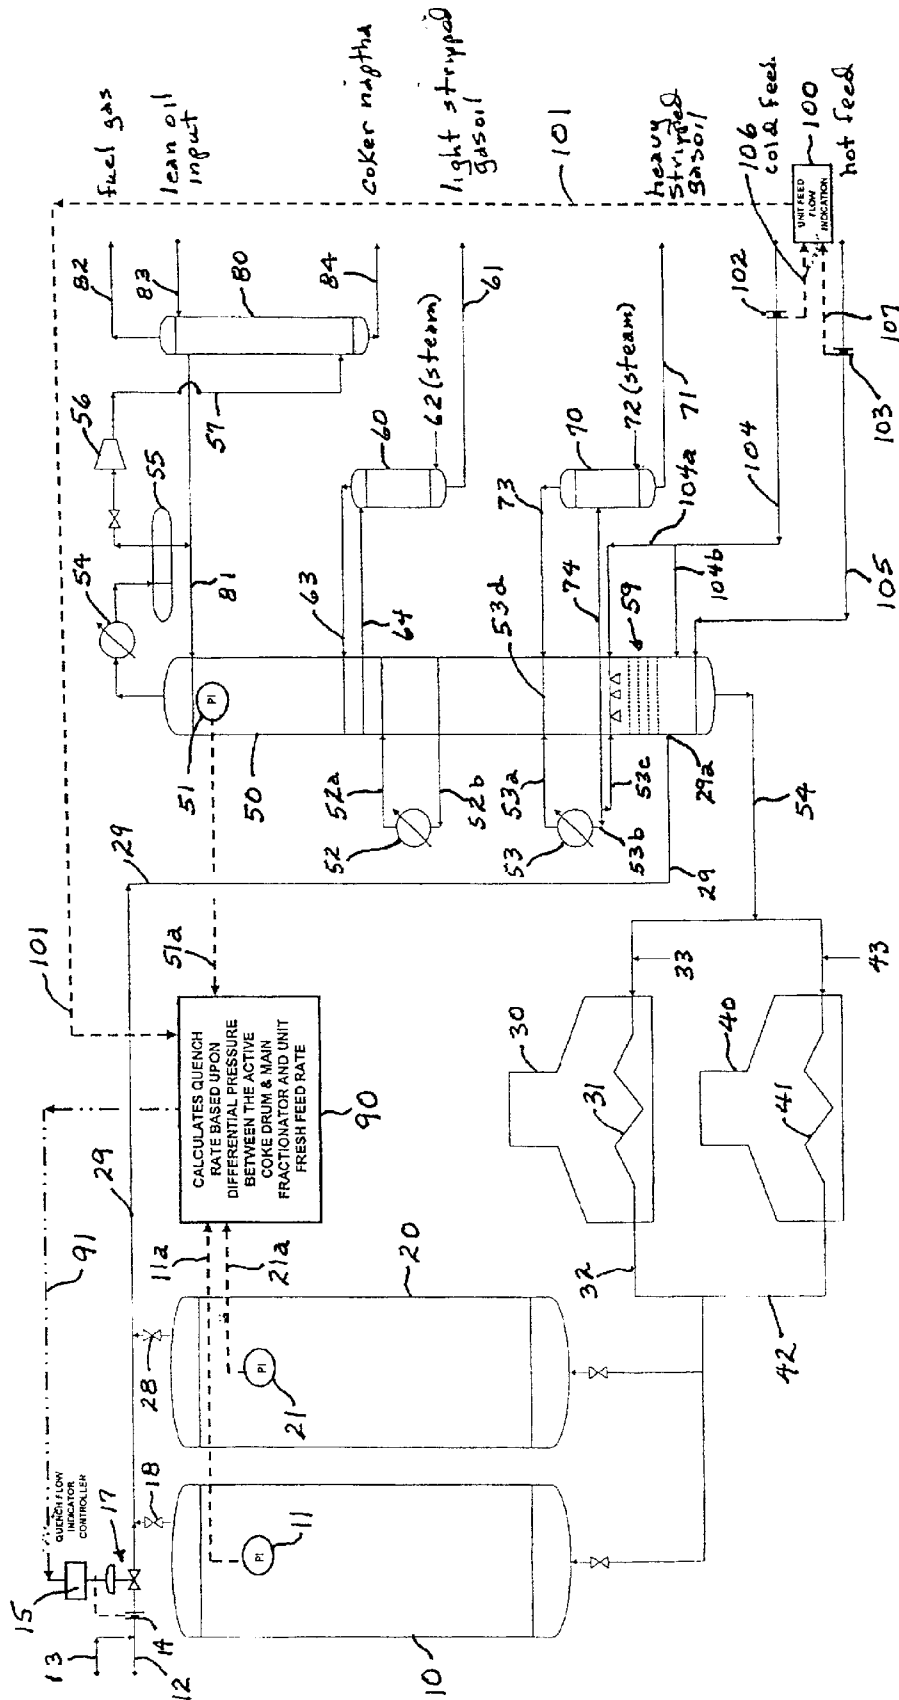 fuel gas
lean oil
input
coker naptha
light stripped
gasoil
heavy
stripped
gasoil
cold feed
hot feed
101
82
83
80
84
61
56
57
60
62 (steam)
55
54
81
63
64
70
72 (steam)
71
73
74
104a
104b
104
102
106
100
UNIT FEED
FLOW
INDICATION
107
103
105
53d
59
PI
51
50
52a
52
52b
53a
53
53b
53c
29a
29
54
29
51a
101
CALCULATES QUENCH
RATE BASED UPON
DIFFERENTIAL PRESSURE
BETWEEN THE ACTIVE
COKE DRUM & MAIN
FRACTIONATOR AND UNIT
FRESH FEED RATE
90
29
91
11a
21a
33
43
30
31
32
40
41
42
20
28
PI
21
18
PI
11
10
QUENCH FLOW
INDICATOR
CONTROLLER
17
15
14
13
12